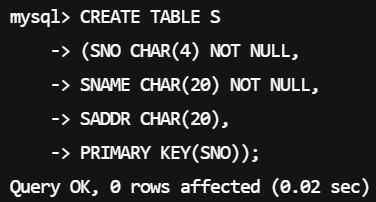 mysql> CREATE TABLE S
    -> (SNO CHAR(4) NOT NULL,
    -> SNAME CHAR(20) NOT NULL,
    -> SADDR CHAR(20),
    -> PRIMARY KEY(SNO));
Query OK, 0 rows affected (0.02 sec)